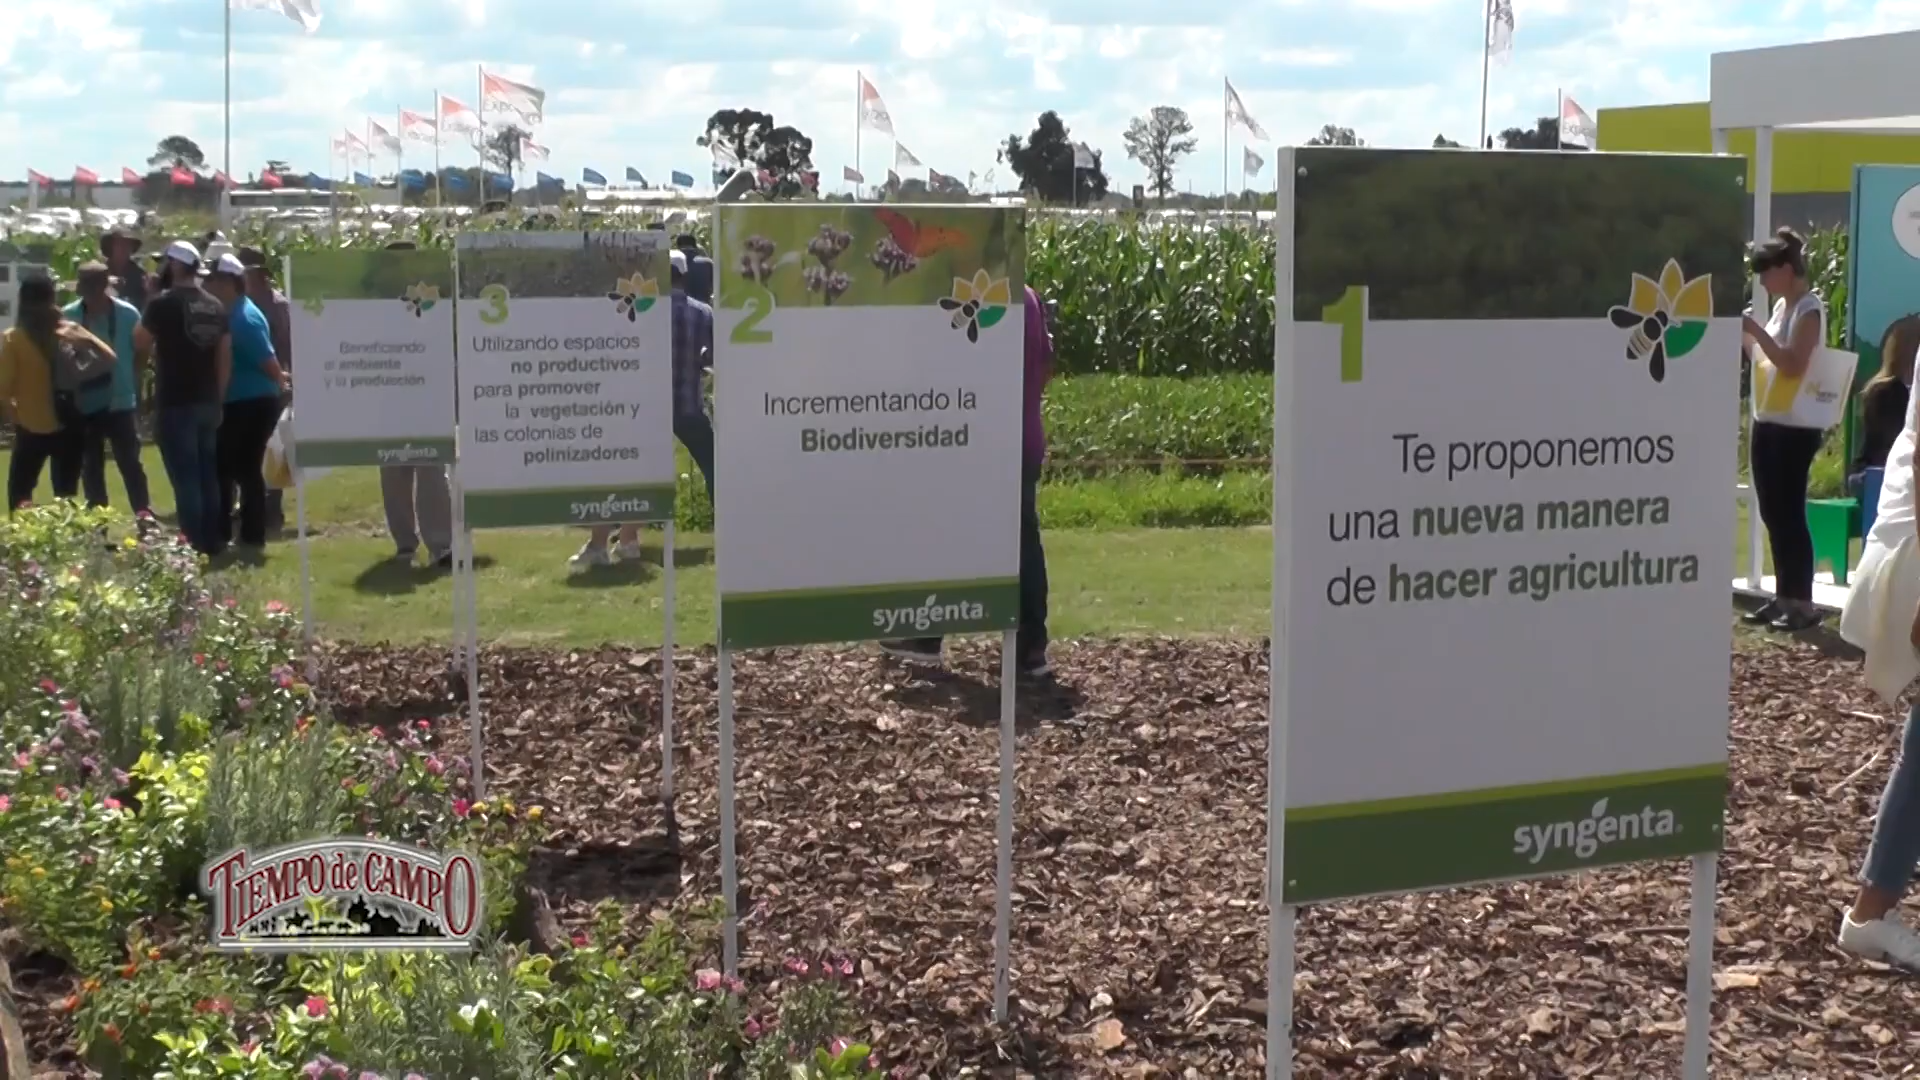 4
Beneficiando
el ambiente
y la producción
syngenta
3
Utilizando espacios
no productivos
para promover
la vegetación y
las colonias de
polinizadores
syngenta
2
Incrementando la
Biodiversidad
syngenta
1
Te proponemos
una nueva manera
de hacer agricultura
syngenta
TIEMPO de CAMPO